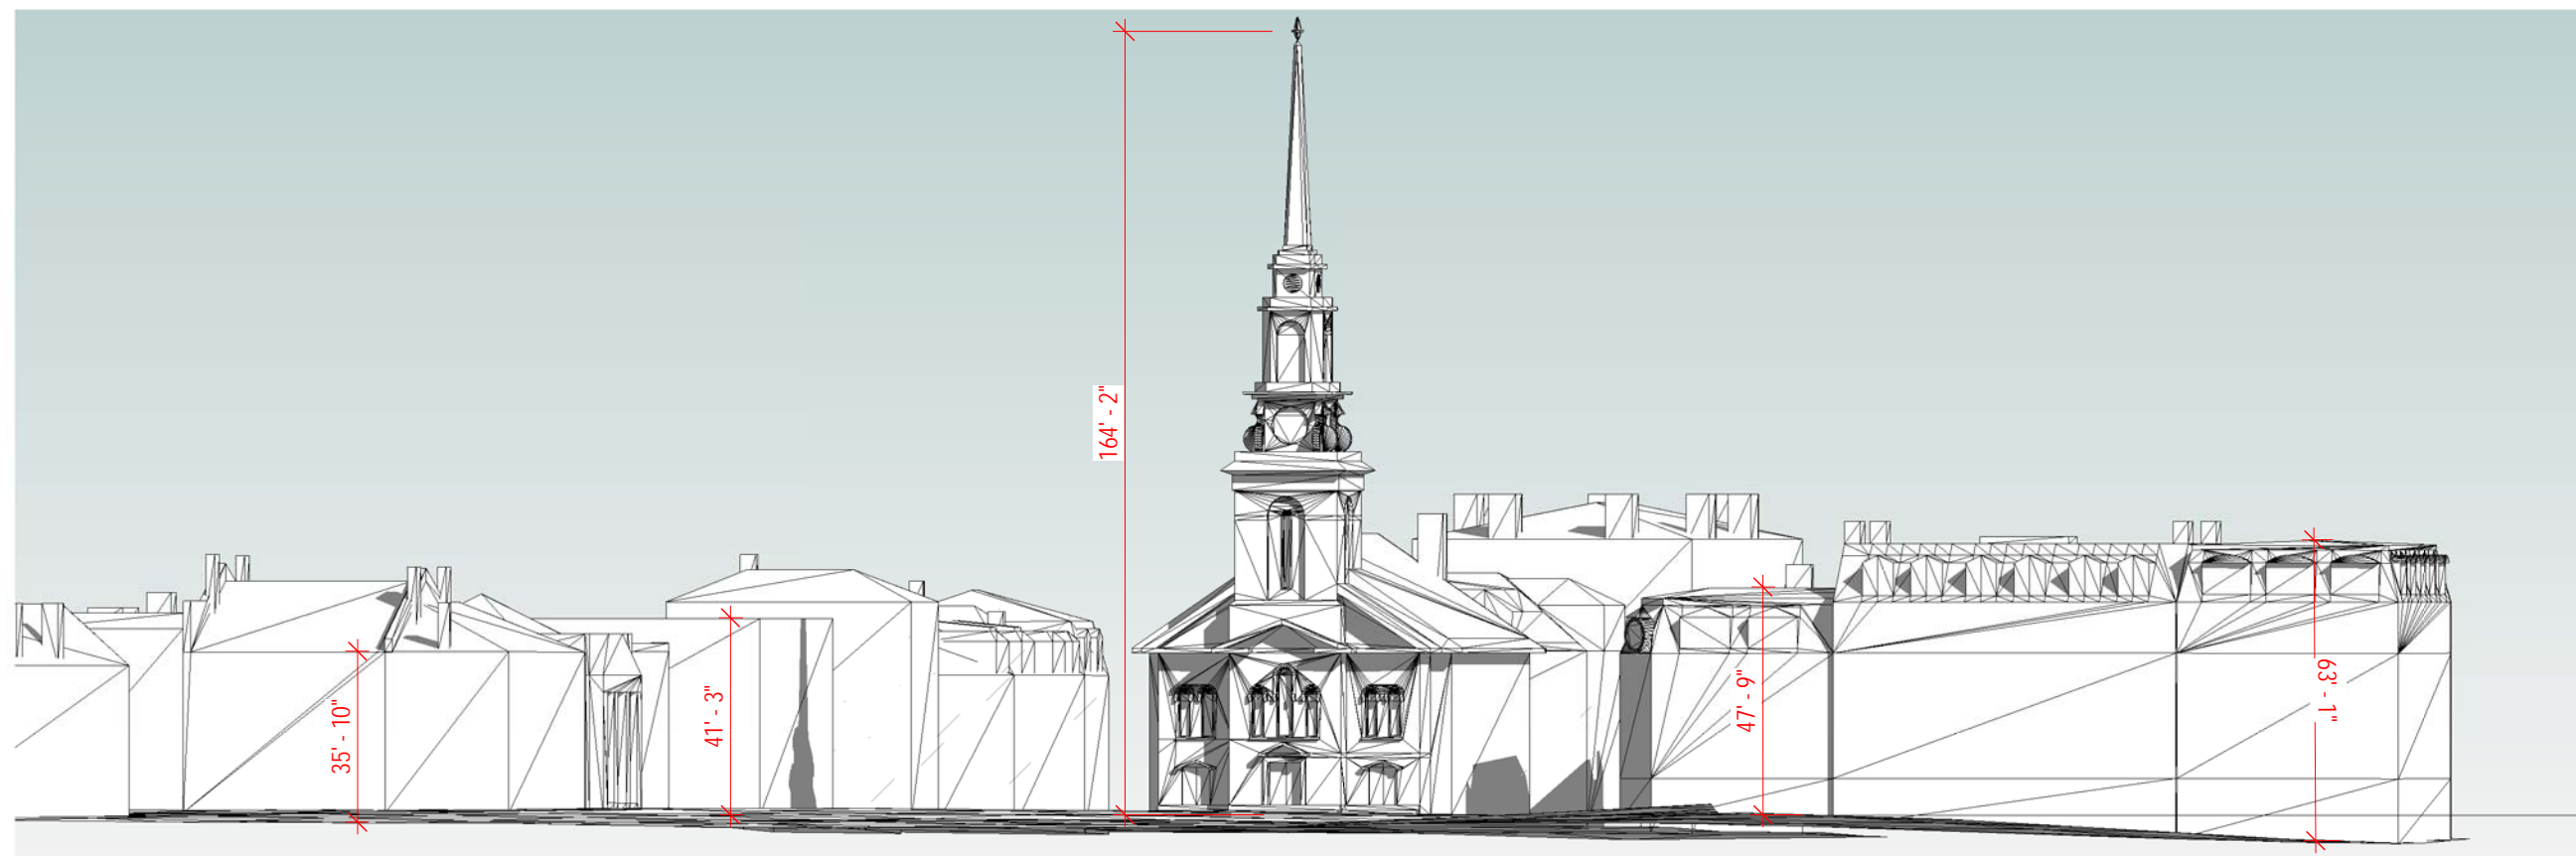 35' - 10"
41' - 3"
164' - 2"
47' - 9"
63' - 1"